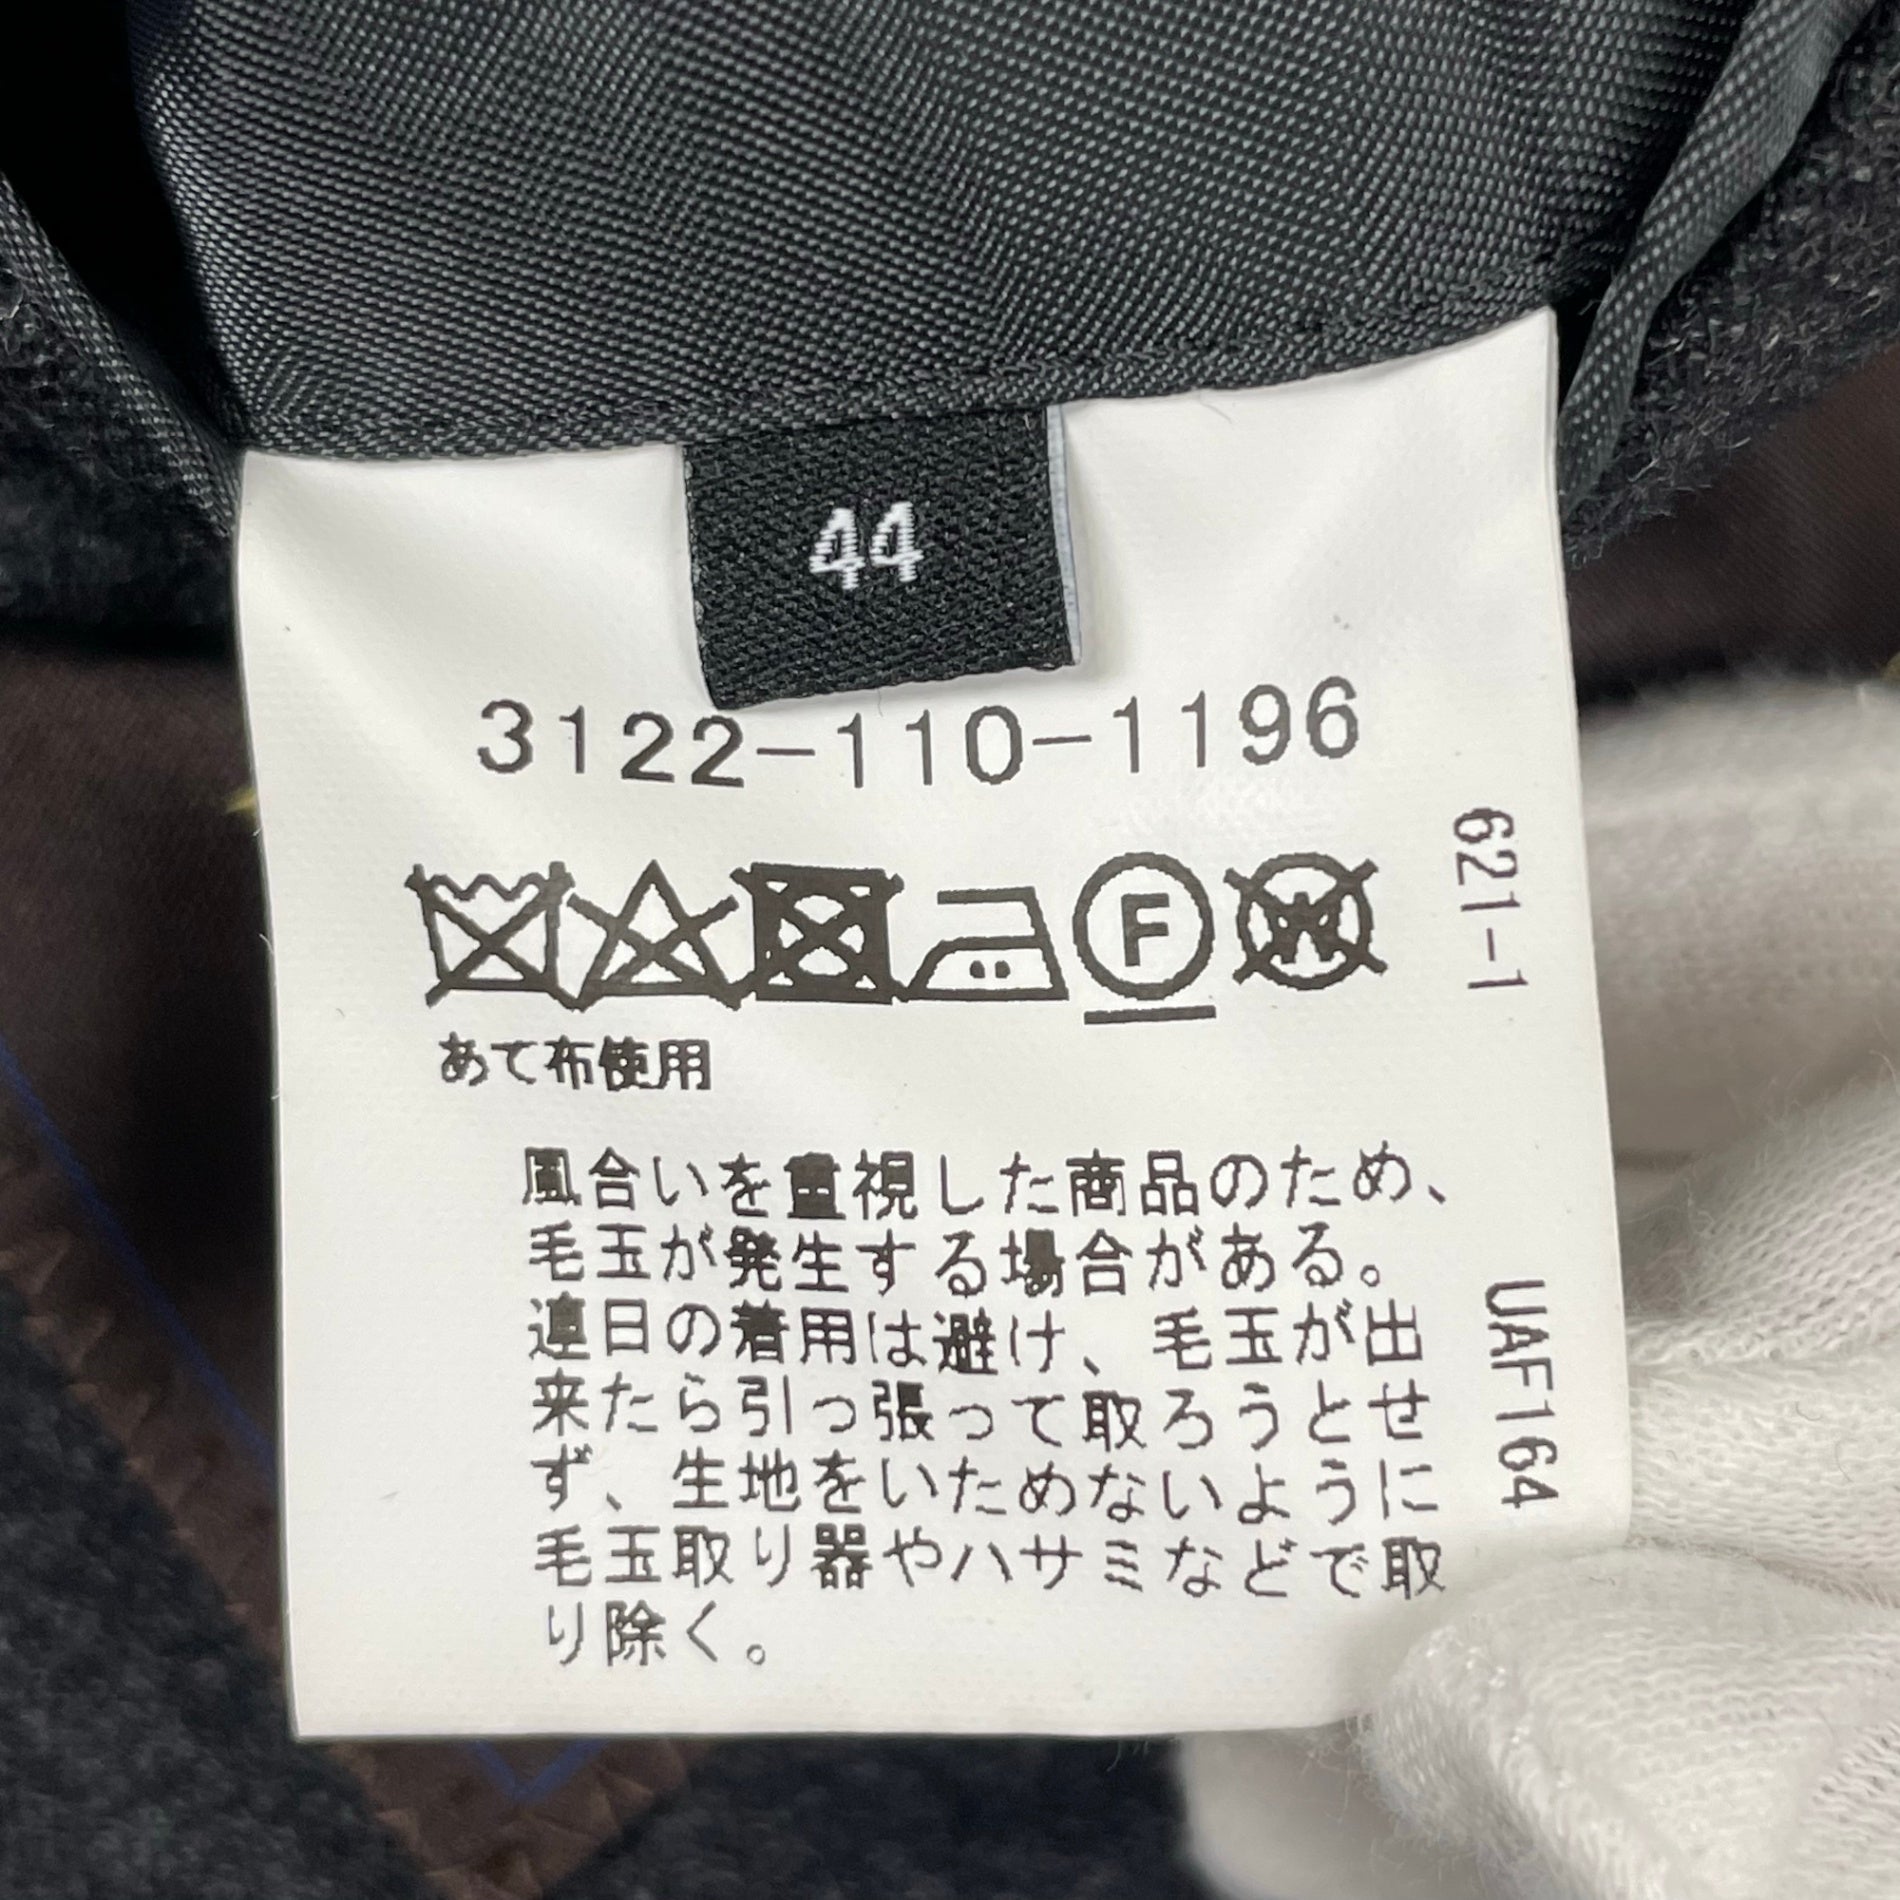 44
3122-110-1196
F
W
621-1
あて布使用
風合いを重視した商品のため、
毛玉が発生する場合がある。
連日の着用は避け、毛玉が出
来たら引っ張って取ろうとせ
ず、生地をいためないように
毛玉取り器やハサミなどで取
り除く。
UAF164